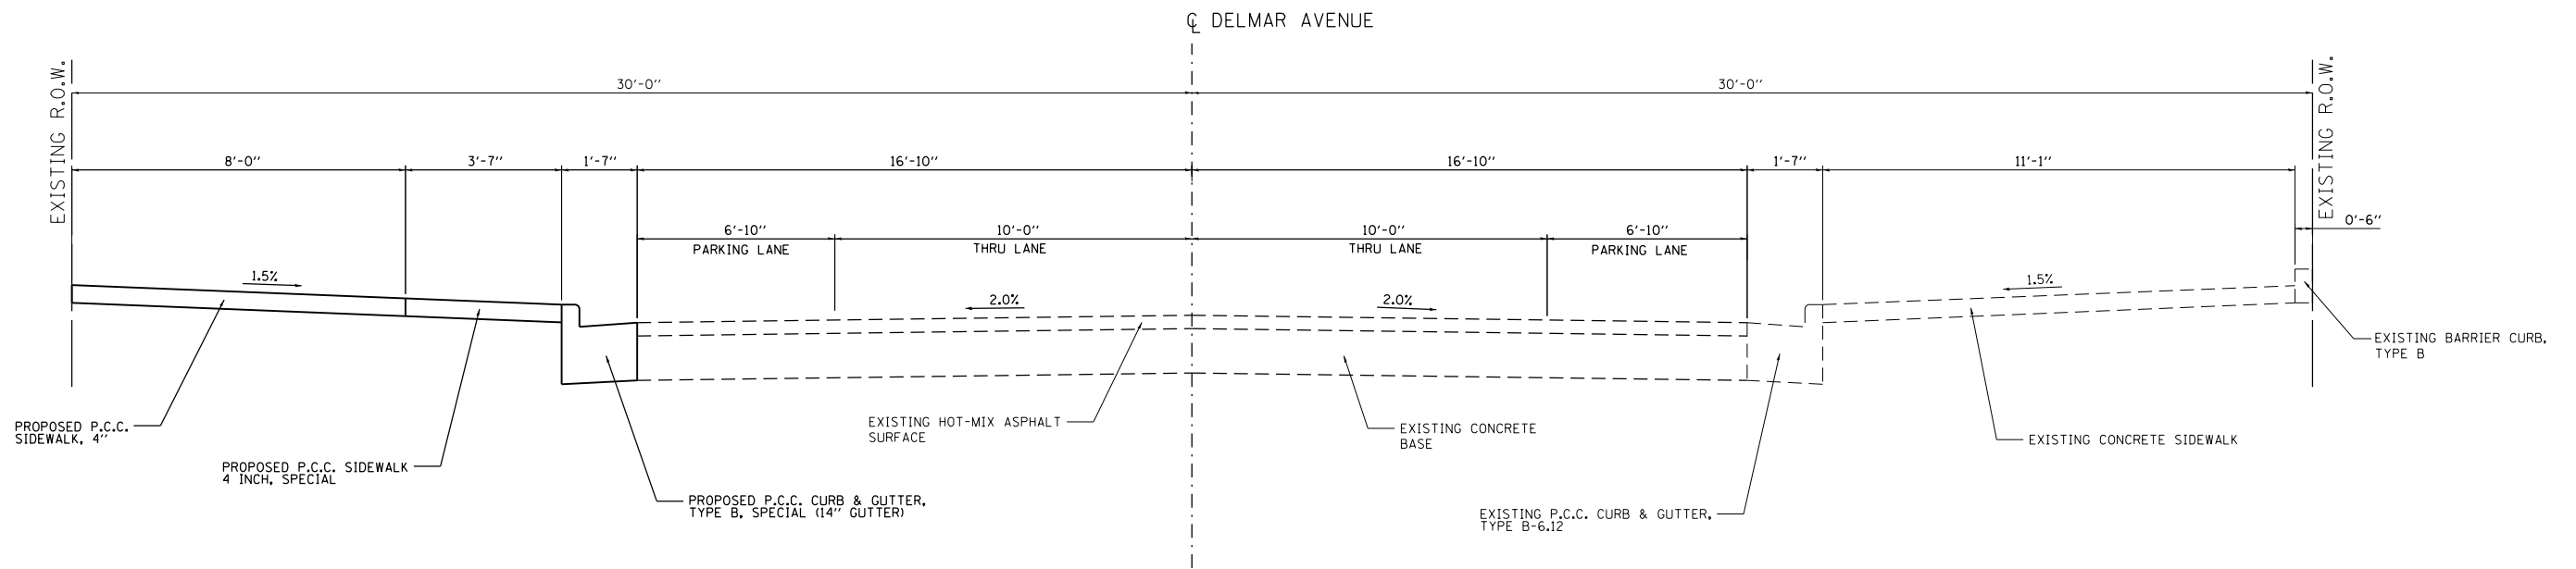 ℄ DELMAR AVENUE
EXISTING R.O.W.
EXISTING R.O.W.
30'-0''
30'-0''
8'-0''
3'-7''
1'-7''
16'-10''
16'-10''
1'-7''
11'-1''
0'-6''
6'-10''
PARKING LANE
10'-0''
THRU LANE
10'-0''
THRU LANE
6'-10''
PARKING LANE
1.5%
2.0%
2.0%
1.5%
EXISTING BARRIER CURB,
TYPE B
PROPOSED P.C.C.
SIDEWALK, 4''
PROPOSED P.C.C. SIDEWALK
4 INCH, SPECIAL
PROPOSED P.C.C. CURB & GUTTER,
TYPE B, SPECIAL (14'' GUTTER)
EXISTING HOT-MIX ASPHALT
SURFACE
EXISTING CONCRETE
BASE
EXISTING P.C.C. CURB & GUTTER,
TYPE B-6.12
EXISTING CONCRETE SIDEWALK